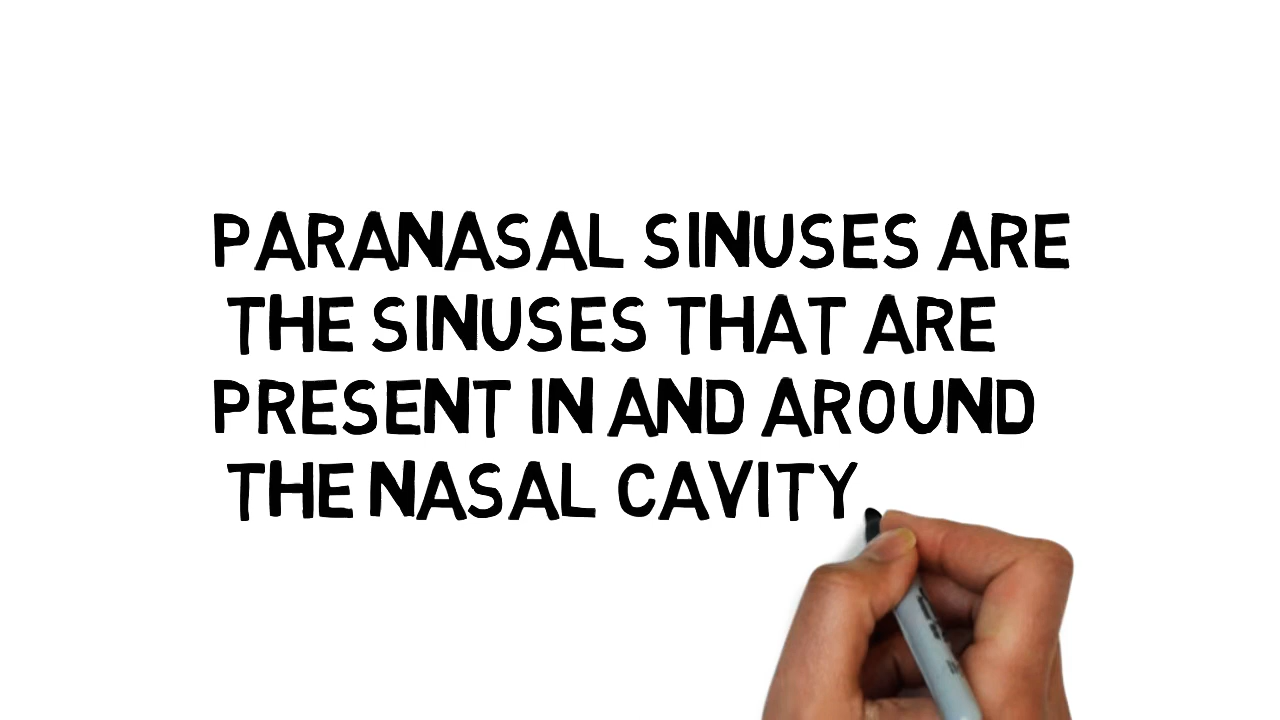 PARANASAL SINUSES ARE
THE SINUSES THAT ARE
PRESENT IN AND AROUND
THE NASAL CAVITY